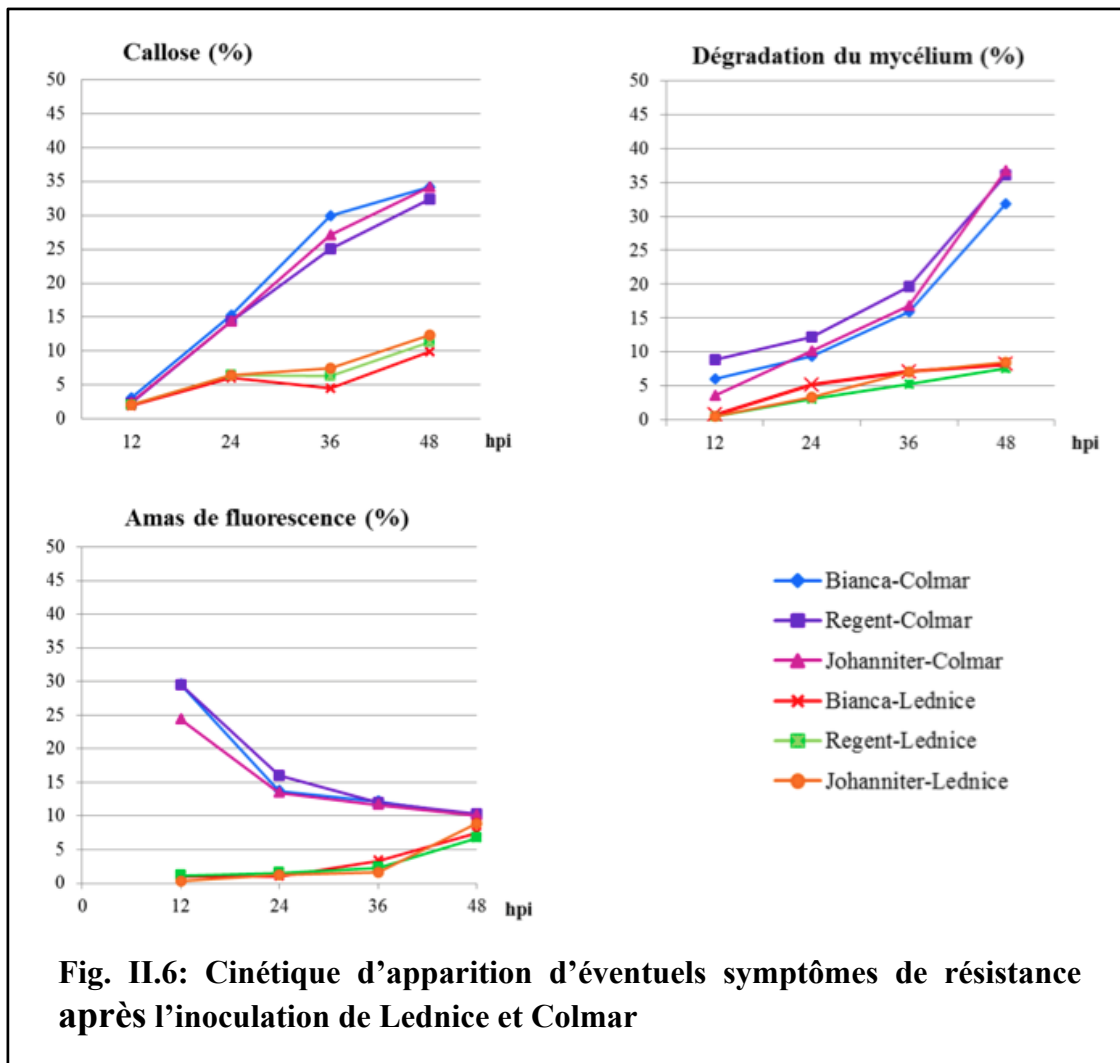 Callose (%)
50
45
40
35
30
25
20
15
10
5
0
12 24 36 48 hpi
Dégradation du mycélium (%)
50
45
40
35
30
25
20
15
10
5
0
12 24 36 48 hpi
Amas de fluorescence (%)
50
45
40
35
30
25
20
15
10
5
0
0 12 24 36 48 hpi
Bianca-Colmar
Regent-Colmar
Johanniter-Colmar
Bianca-Lednice
Regent-Lednice
Johanniter-Lednice
Fig. II.6: Cinétique d’apparition d’éventuels symptômes de résistance
après l’inoculation de Lednice et Colmar